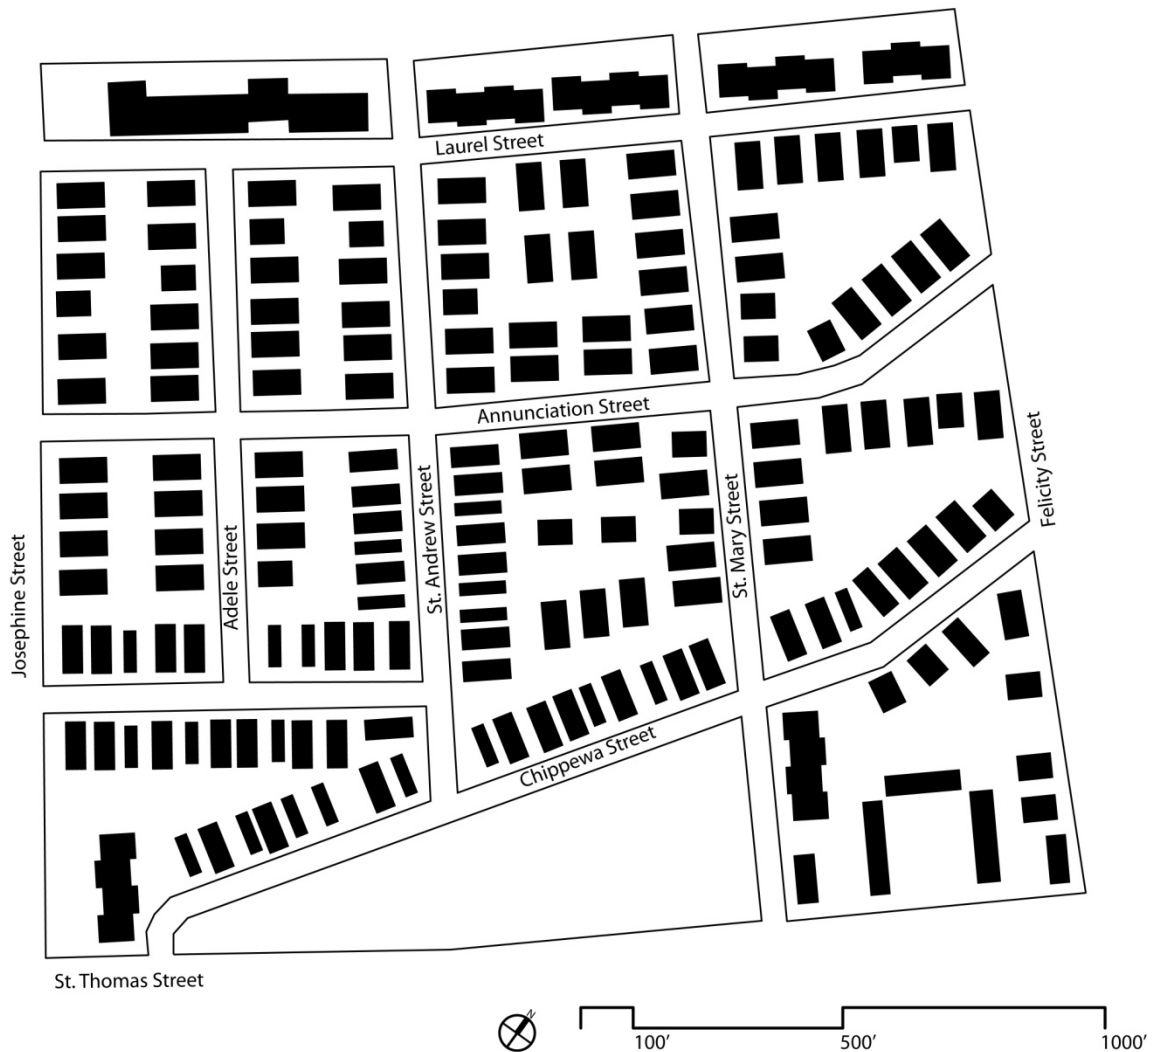 Laurel Street
Annunciation Street
Josephine Street
Adele Street
St. Andrew Street
St. Mary Street
Felicity Street
Chippewa Street
St. Thomas Street
N
100’
500’
1000’